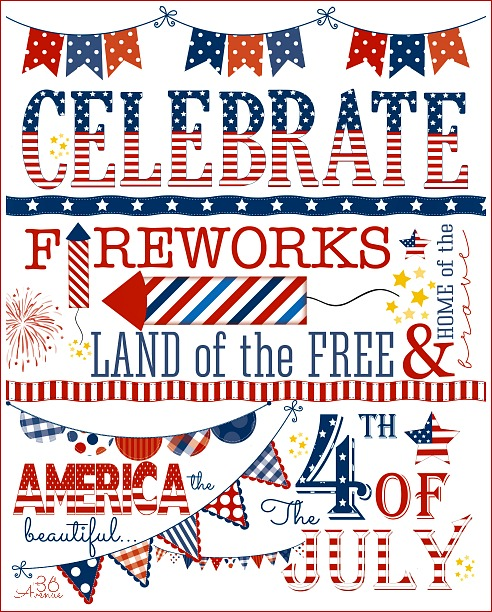 CELEBRATE
FIREWORKS
LAND of the FREE
& HOME of the
brave
AMERICA the
beautiful...
The 4TH
OF
JULY
36
Avenue